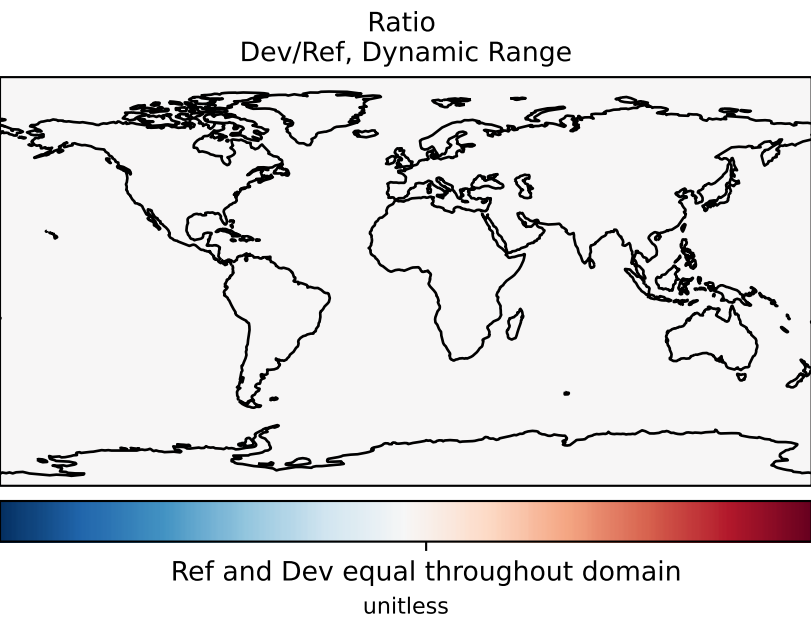 Ratio
Dev/Ref, Dynamic Range
Ref and Dev equal throughout domain
unitless